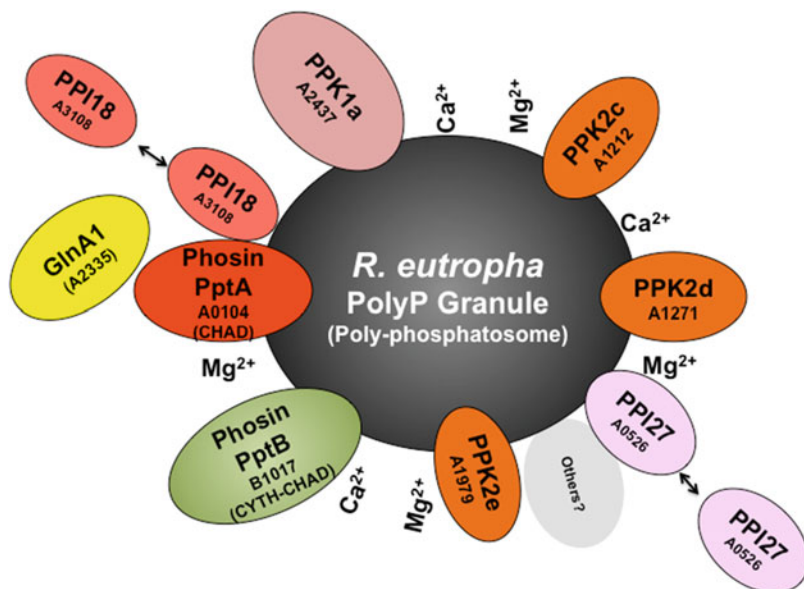 PPI18
A3108
PPI18
A3108
PPK1a
A2437
Ca²⁺
Mg²⁺
PPK2c
A1212
Ca²⁺
GlnA1
(A2335)
Phosin
PptA
A0104
(CHAD)
R. eutropha
PolyP Granule
(Poly-phosphatosome)
PPK2d
A1271
Mg²⁺
Mg²⁺
Phosin
PptB
B1017
(CYTH-CHAD)
Ca²⁺
Mg²⁺
PPK2e
A1979
Others?
PPI27
A0526
PPI27
A0526